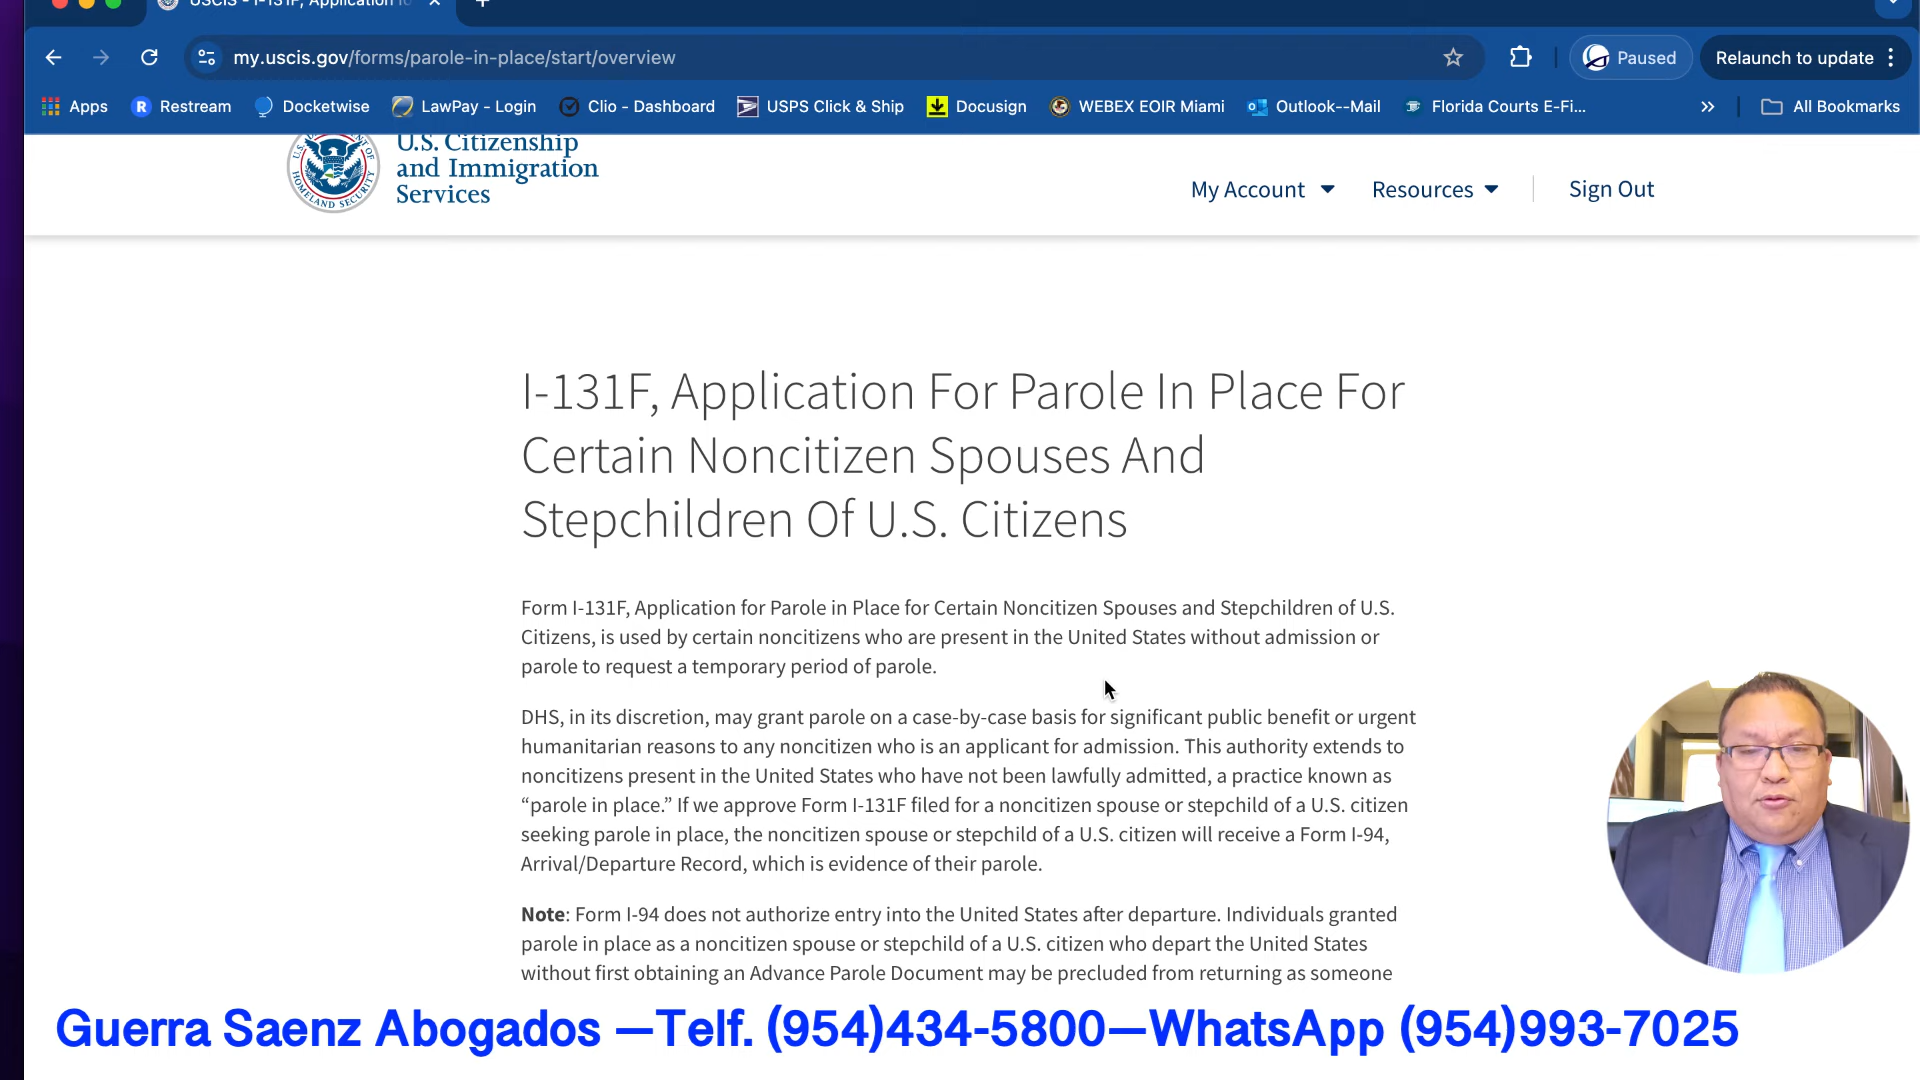 USCIS - I-131F, Application fo
my.uscis.gov/forms/parole-in-place/start/overview
Paused
Relaunch to update
Apps
Restream
Docketwise
LawPay - Login
Clio - Dashboard
USPS Click & Ship
Docusign
WEBEX EOIR Miami
Outlook--Mail
Florida Courts E-Fi...
All Bookmarks
U.S. Citizenship
and Immigration
Services
My Account
Resources
Sign Out
I-131F, Application For Parole In Place For
Certain Noncitizen Spouses And
Stepchildren Of U.S. Citizens
Form I-131F, Application for Parole in Place for Certain Noncitizen Spouses and Stepchildren of U.S.
Citizens, is used by certain noncitizens who are present in the United States without admission or
parole to request a temporary period of parole.
DHS, in its discretion, may grant parole on a case-by-case basis for significant public benefit or urgent
humanitarian reasons to any noncitizen who is an applicant for admission. This authority extends to
noncitizens present in the United States who have not been lawfully admitted, a practice known as
“parole in place.” If we approve Form I-131F filed for a noncitizen spouse or stepchild of a U.S. citizen
seeking parole in place, the noncitizen spouse or stepchild of a U.S. citizen will receive a Form I-94,
Arrival/Departure Record, which is evidence of their parole.
Note: Form I-94 does not authorize entry into the United States after departure. Individuals granted
parole in place as a noncitizen spouse or stepchild of a U.S. citizen who depart the United States
without first obtaining an Advance Parole Document may be precluded from returning as someone
Guerra Saenz Abogados —Telf. (954)434-5800—WhatsApp (954)993-7025